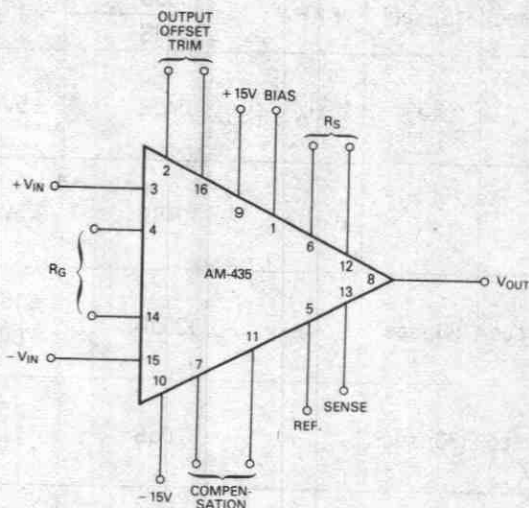 OUTPUT
OFFSET
TRIM
+15V BIAS
RS
2
16
9
1
6
12
+VIN
3
4
RG
AM-435
8
VOUT
14
13
5
11
-VIN
15
7
10
SENSE
REF.
-15V
COMPEN-
SATION